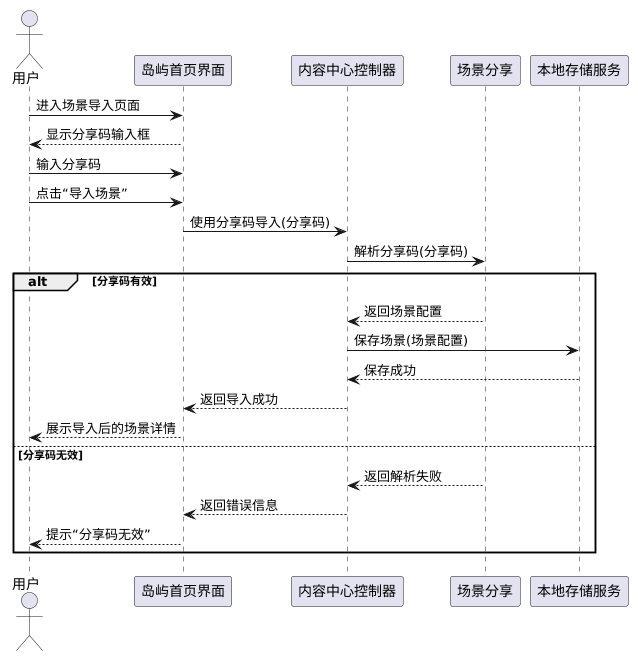 用户
岛屿首页界面
内容中心控制器
场景分享
本地存储服务
进入场景导入页面
显示分享码输入框
输入分享码
点击“导入场景”
使用分享码导入(分享码)
解析分享码(分享码)
alt
[分享码有效]
返回场景配置
保存场景(场景配置)
保存成功
返回导入成功
展示导入后的场景详情
[分享码无效]
返回解析失败
返回错误信息
提示“分享码无效”
用户
岛屿首页界面
内容中心控制器
场景分享
本地存储服务